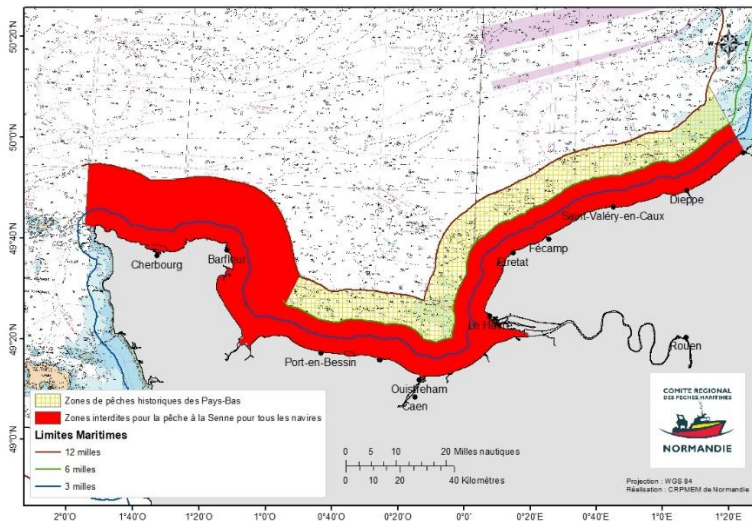 50°20'N
50°0'N
49°40'N
49°20'N
49°0'N
N
Dieppe
Saint-Valéry-en-Caux
Fécamp
Etretat
Cherbourg
Barfleur
Le Havre
Rouen
Port-en-Bessin
Ouistreham
Caen
Zones de pêches historiques des Pays-Bas
Zones interdites pour la pêche à la Senne pour tous les navires
Limites Maritimes
12 milles
6 milles
3 milles
0 5 10 20 Milles nautiques
0 10 20 40 Kilomètres
COMITE REGIONAL
DES PÊCHES MARITIMES
NORMANDIE
Projection : WGS 84
Réalisation : CRPMEM de Normandie
2°0'O 1°40'O 1°20'O 1°0'O 0°40'O 0°20'O 0°0' 0°20'E 0°40'E 1°0'E 1°20'E